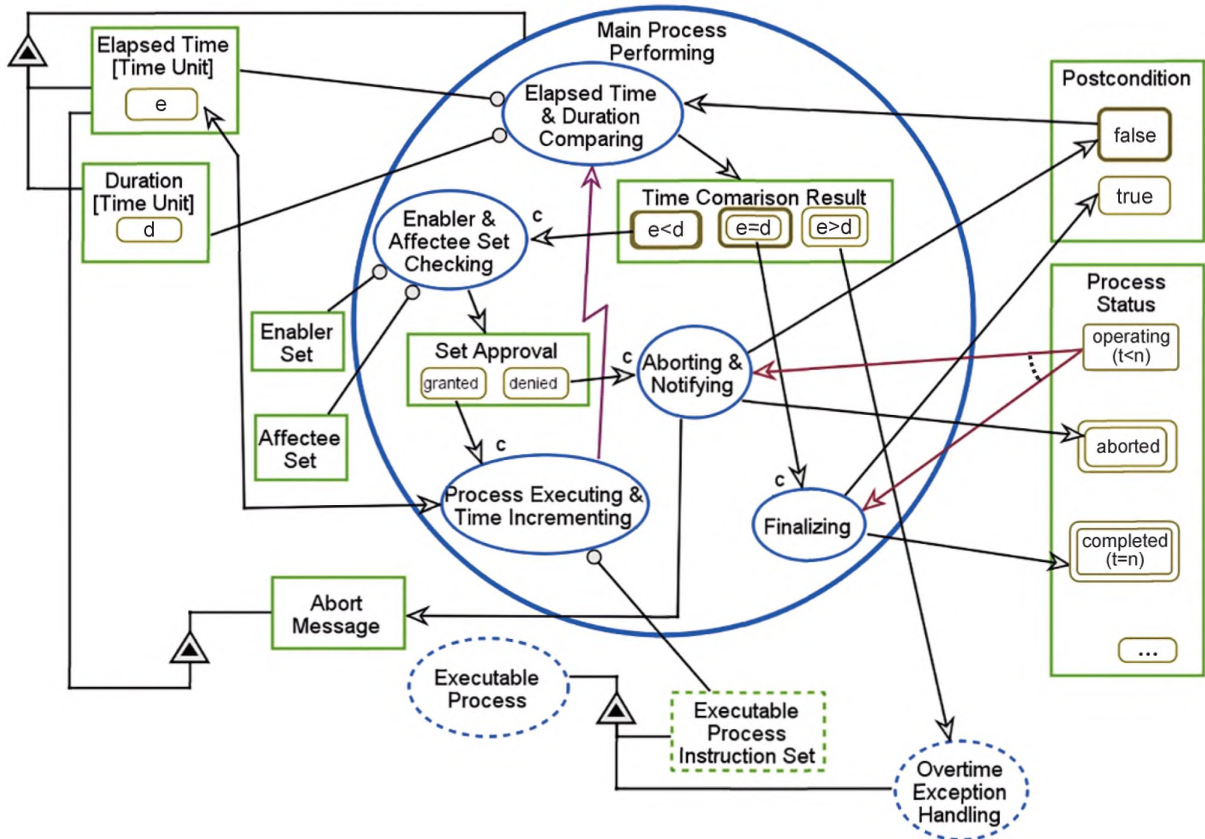 Main Process
Performing
Elapsed Time
[Time Unit]
e
Elapsed Time
& Duration
Comparing
Postcondition
false
true
Duration
[Time Unit]
d
Time Comarison Result
e<d
e=d
e>d
c
Enabler &
Affectee Set
Checking
Process
Status
operating
(t<n)
aborted
completed
(t=n)
...
Enabler
Set
Set Approval
granted
denied
c
Aborting &
Notifying
Affectee
Set
c
Process Executing &
Time Incrementing
c
Finalizing
Abort
Message
Executable
Process
Executable
Process
Instruction Set
Overtime
Exception
Handling